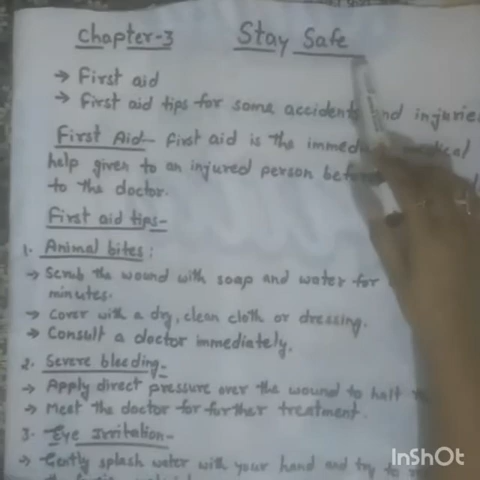 Chapter-3 Stay Safe
→ First aid
→ First aid tips for some accidents and injurie
First Aid- First aid is the immed medical
help given to an injured person before
to the doctor.
First aid tips-
1. Animal bites:
→ Scrub the wound with soap and water for
minutes.
→ Cover with a dry, clean cloth or dressing.
→ Consult a doctor immediately.
2. Severe bleeding-
→ Apply direct pressure over the wound to halt
→ Meet the doctor for further treatment.
3. Eye Irritation-
→ Gently splash water with your hand and try to
InShOt